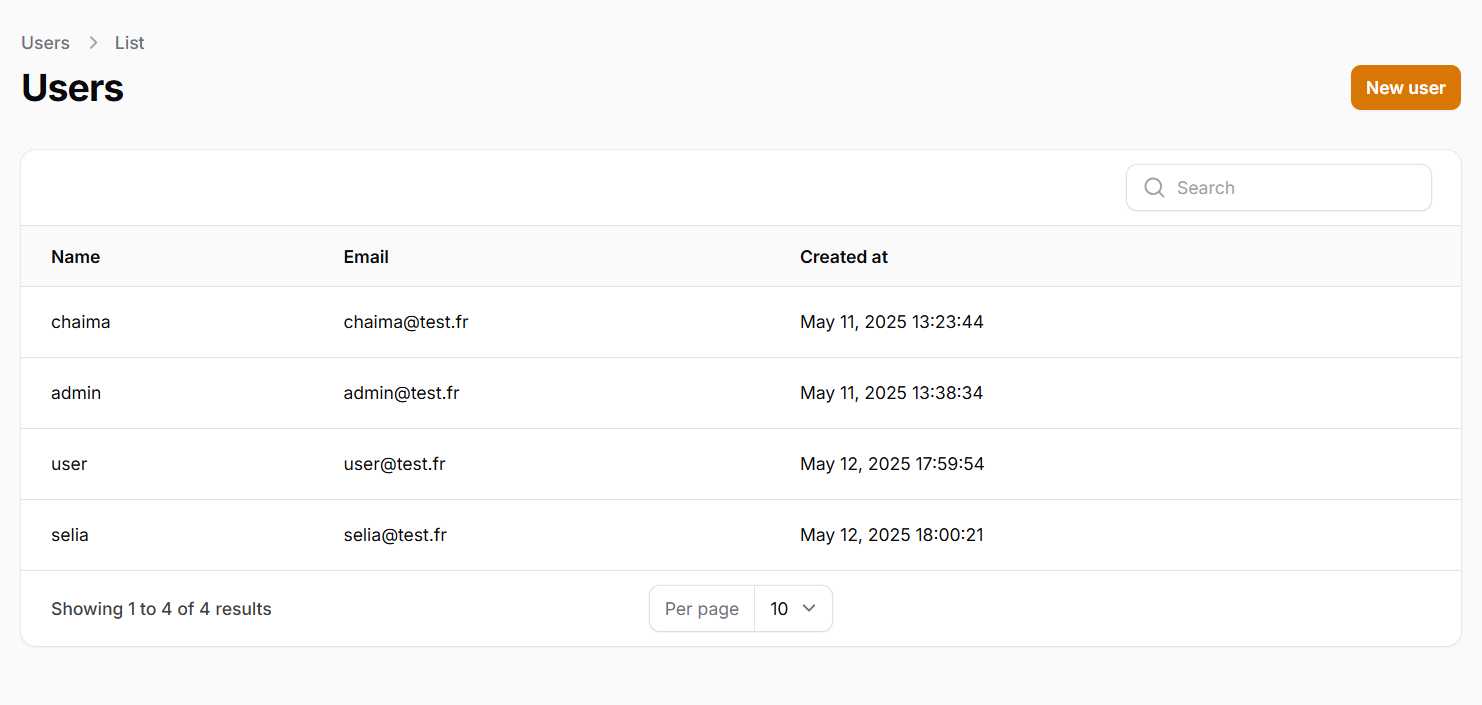 Users > List
Users
New user
Search
Name Email Created at
chaima chaima@test.fr May 11, 2025 13:23:44
admin admin@test.fr May 11, 2025 13:38:34
user user@test.fr May 12, 2025 17:59:54
selia selia@test.fr May 12, 2025 18:00:21
Showing 1 to 4 of 4 results Per page 10